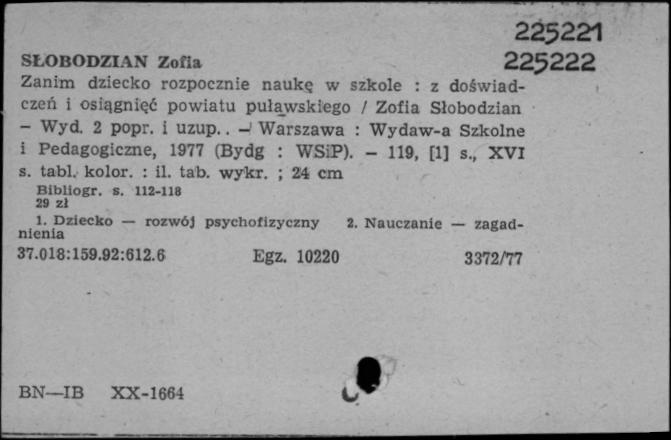 225221
SŁOBODZIAN Zofia 225222
Zanim dziecko rozpocznie naukę w szkole : z doświad-
czeń i osiągnięć powiatu puławskiego / Zofia Słobodzian
– Wyd. 2 popr. i uzup.. – Warszawa : Wydaw-a Szkolne
i Pedagogiczne, 1977 (Bydg : WSiP). – 119, [1] s., XVI
s. tabl. kolor. : il. tab. wykr. ; 24 cm
Bibliogr. s. 112-118
29 zł
1. Dziecko — rozwój psychofizyczny 2. Nauczanie — zagad-
nienia
37.018:159.92:612.6 Egz. 10220 3372/77
BN—IB XX-1664